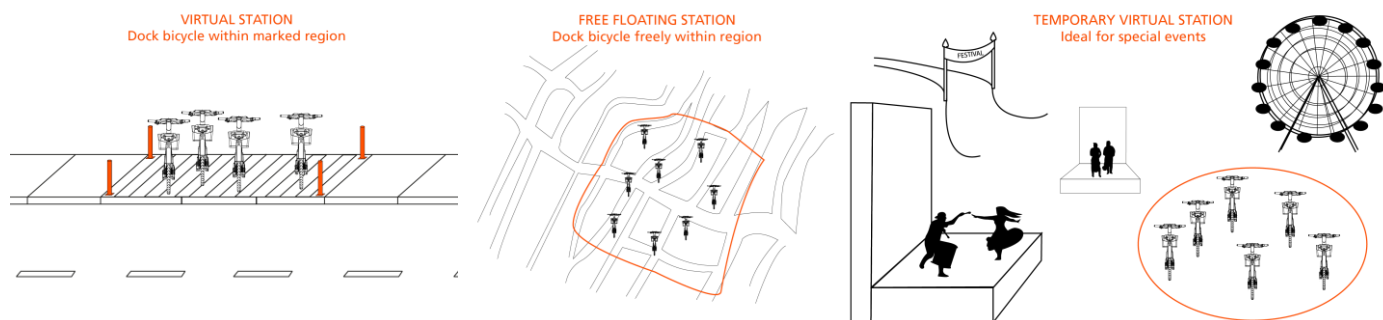 VIRTUAL STATION
Dock bicycle within marked region
FREE FLOATING STATION
Dock bicycle freely within region
TEMPORARY VIRTUAL STATION
Ideal for special events
FESTIVAL